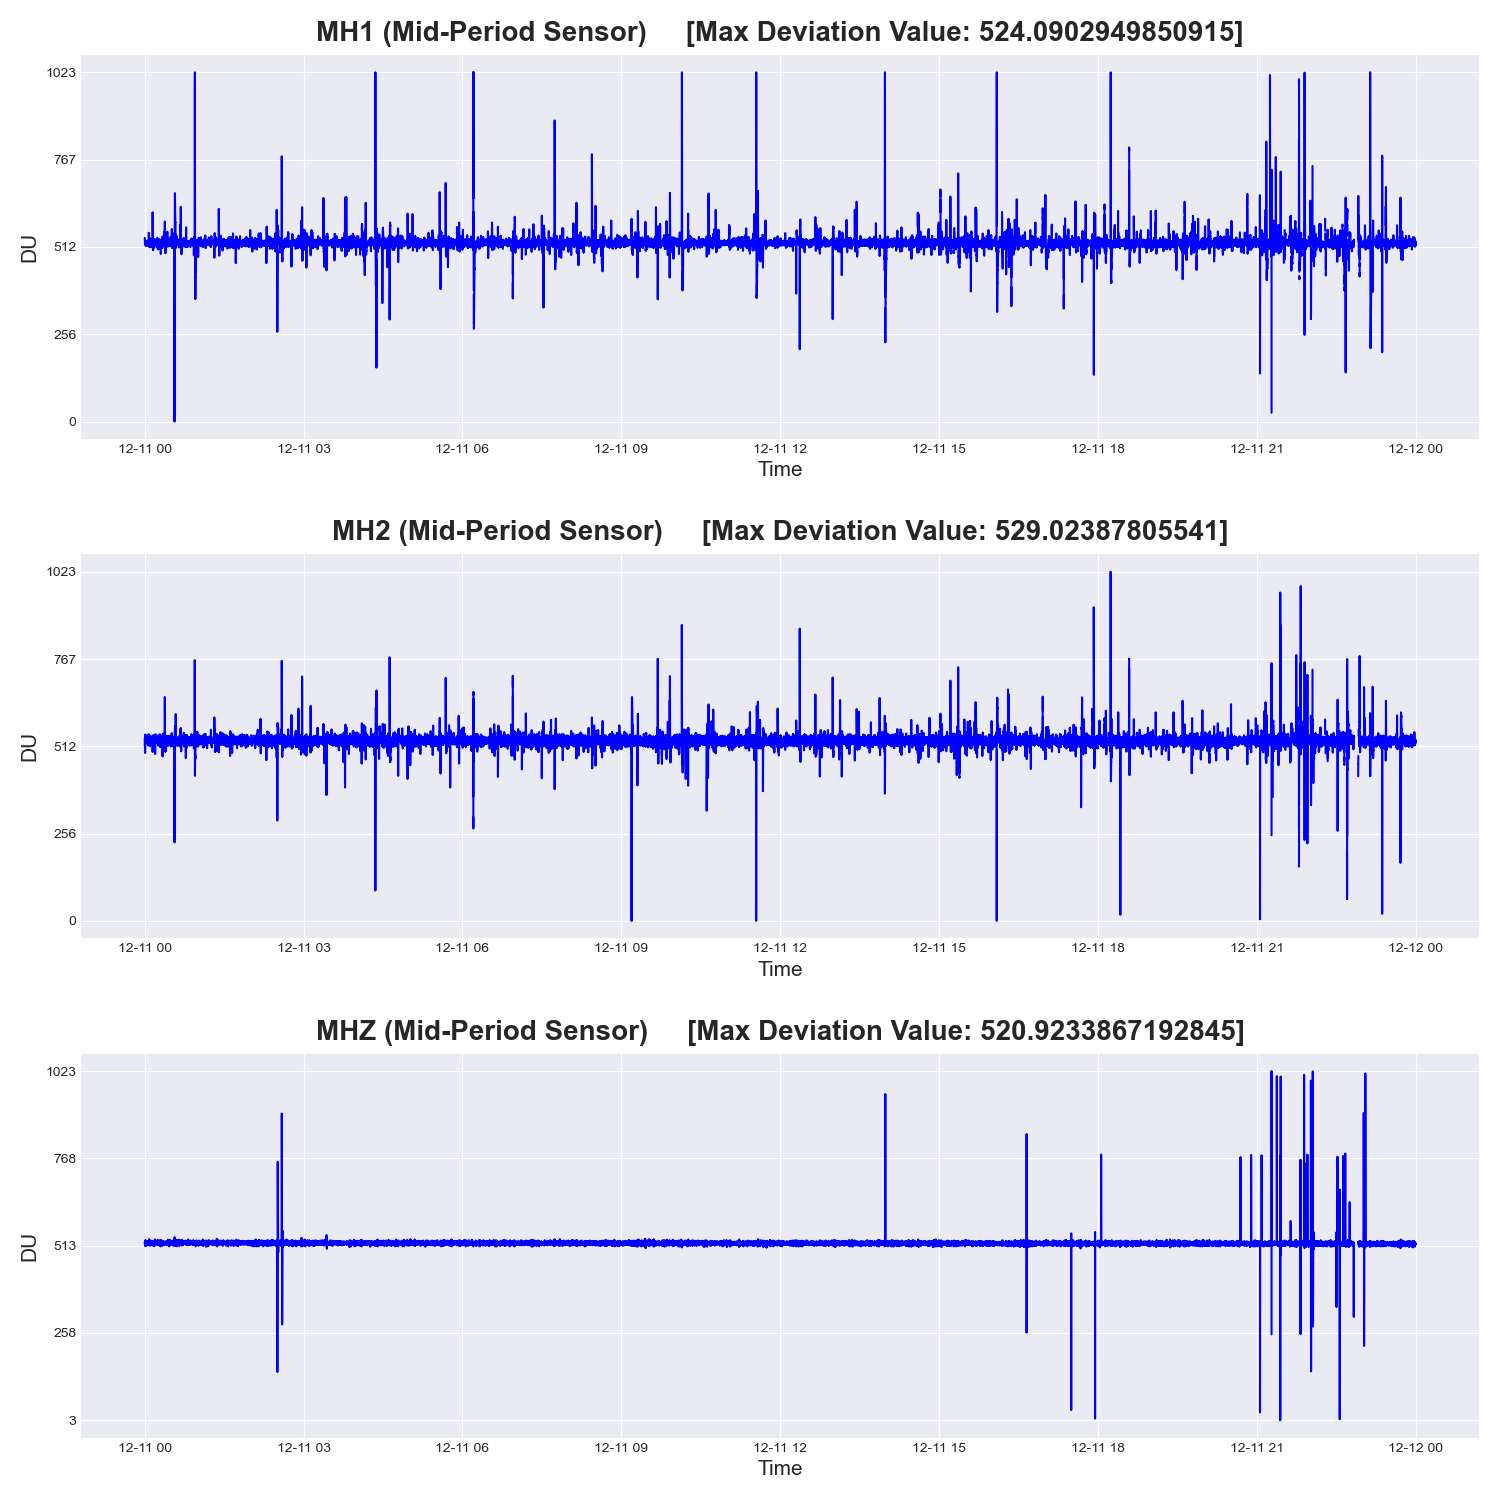 MH1 (Mid-Period Sensor) [Max Deviation Value: 524.0902949850915]
1023
767
512
256
0
DU
12-11 00 12-11 03 12-11 06 12-11 09 12-11 12 12-11 15 12-11 18 12-11 21 12-12 00
Time
MH2 (Mid-Period Sensor) [Max Deviation Value: 529.02387805541]
1023
767
512
256
0
DU
12-11 00 12-11 03 12-11 06 12-11 09 12-11 12 12-11 15 12-11 18 12-11 21 12-12 00
Time
MHZ (Mid-Period Sensor) [Max Deviation Value: 520.9233867192845]
1023
768
513
258
3
DU
12-11 00 12-11 03 12-11 06 12-11 09 12-11 12 12-11 15 12-11 18 12-11 21 12-12 00
Time